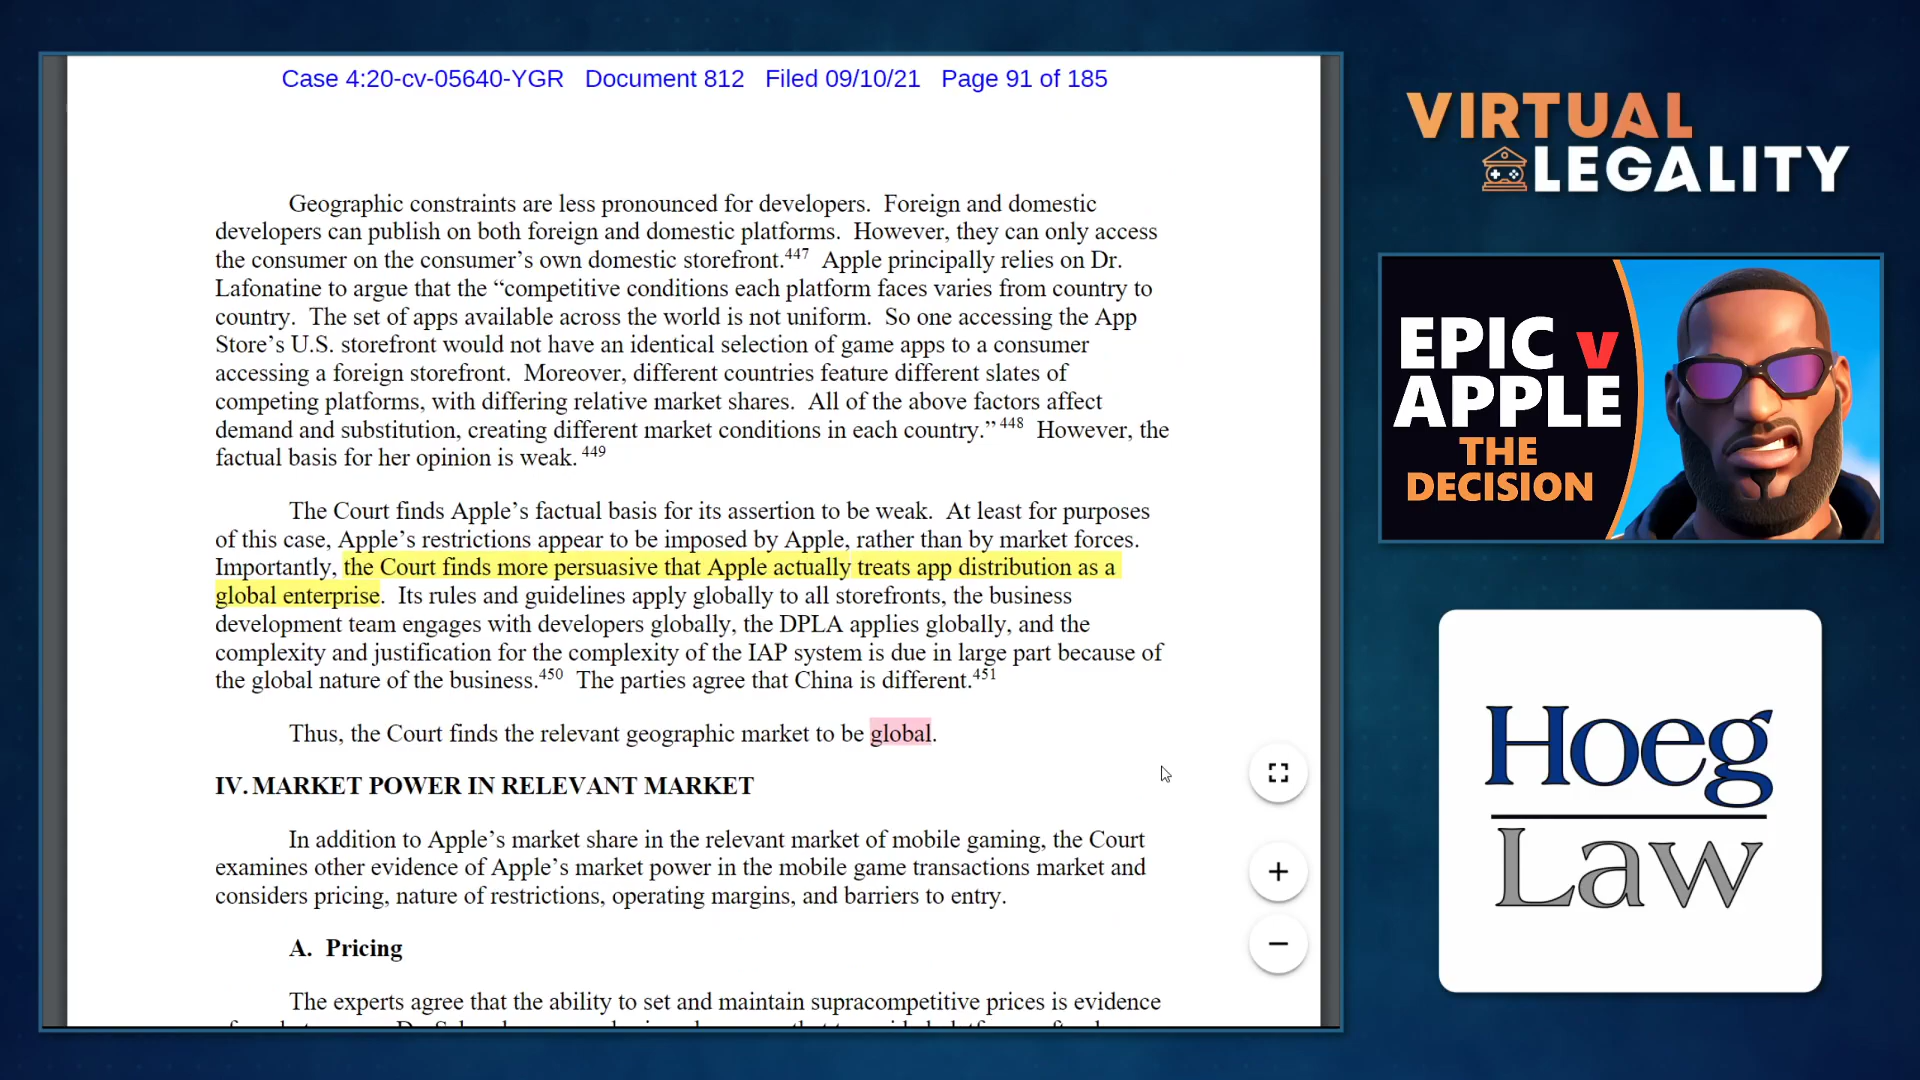 Case 4:20-cv-05640-YGR Document 812 Filed 09/10/21 Page 91 of 185
Geographic constraints are less pronounced for developers. Foreign and domestic
developers can publish on both foreign and domestic platforms. However, they can only access
the consumer on the consumer’s own domestic storefront.447 Apple principally relies on Dr.
Lafonatine to argue that the “competitive conditions each platform faces varies from country to
country. The set of apps available across the world is not uniform. So one accessing the App
Store’s U.S. storefront would not have an identical selection of game apps to a consumer
accessing a foreign storefront. Moreover, different countries feature different slates of
competing platforms, with differing relative market shares. All of the above factors affect
demand and substitution, creating different market conditions in each country.” 448 However, the
factual basis for her opinion is weak. 449
The Court finds Apple’s factual basis for its assertion to be weak. At least for purposes
of this case, Apple’s restrictions appear to be imposed by Apple, rather than by market forces.
Importantly, the Court finds more persuasive that Apple actually treats app distribution as a
global enterprise. Its rules and guidelines apply globally to all storefronts, the business
development team engages with developers globally, the DPLA applies globally, and the
complexity and justification for the complexity of the IAP system is due in large part because of
the global nature of the business.450 The parties agree that China is different.451
Thus, the Court finds the relevant geographic market to be global.
IV. MARKET POWER IN RELEVANT MARKET
In addition to Apple’s market share in the relevant market of mobile gaming, the Court
examines other evidence of Apple’s market power in the mobile game transactions market and
considers pricing, nature of restrictions, operating margins, and barriers to entry.
A. Pricing
The experts agree that the ability to set and maintain supracompetitive prices is evidence
VIRTUAL
LEGALITY
EPIC v
APPLE
THE
DECISION
Hoeg
Law